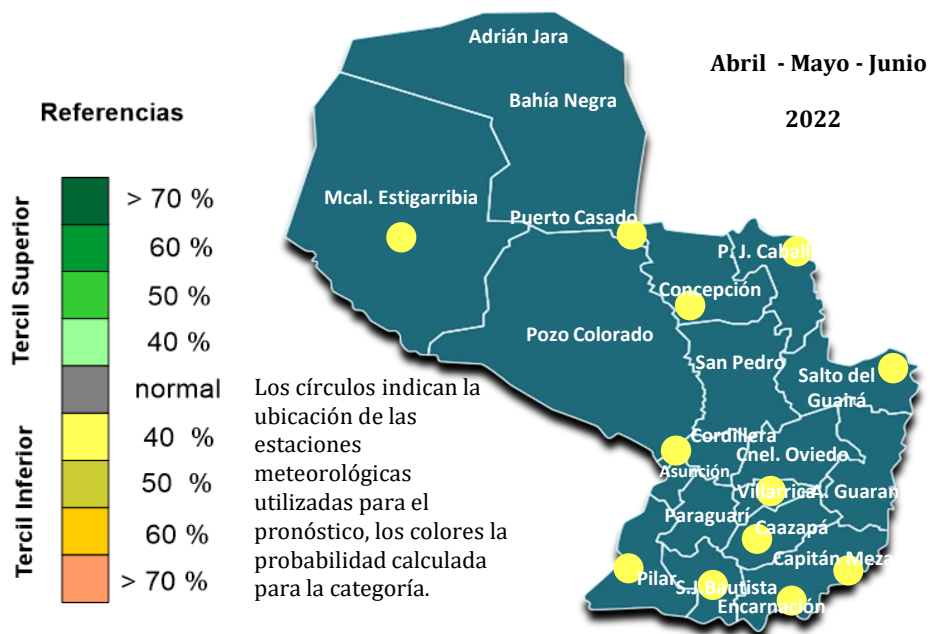 Abril - Mayo - Junio
2022
Referencias
Tercil Superior
> 70 %
60 %
50 %
40 %
normal
Tercil Inferior
40 %
50 %
60 %
> 70 %
Los círculos indican la
ubicación de las
estaciones
meteorológicas
utilizadas para el
pronóstico, los colores la
probabilidad calculada
para la categoría.
Adrián Jara
Bahía Negra
Mcal. Estigarribia
Puerto Casado
P. J. Caball
Concepción
Pozo Colorado
San Pedro
Salto del
Guairá
Cordillera
Cnel. Oviedo
Asunción
Villarrica
A. Guaran
Paraguarí
Caazapá
Capitán Meza
Pilar
S.J Bautista
Encarnación